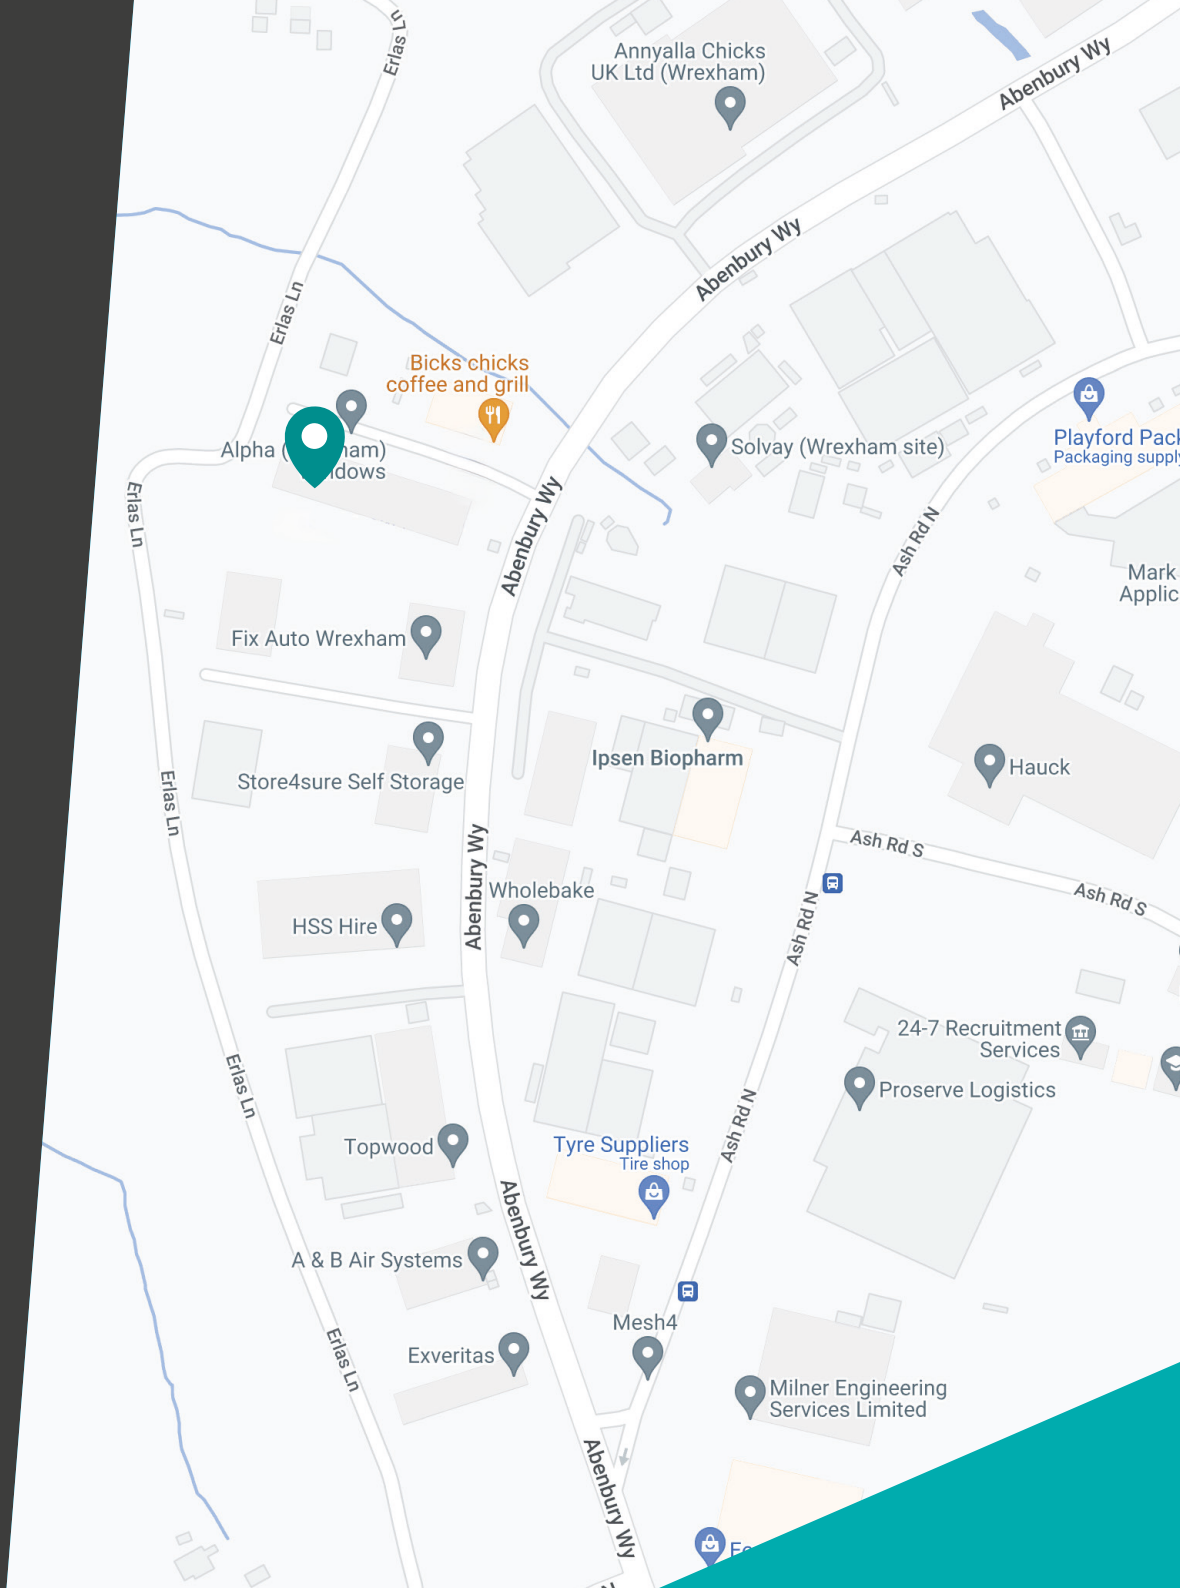 Erlas Ln
Annyalla Chicks
UK Ltd (Wrexham)
Abenbury Wy
Abenbury Wy
Erlas Ln
Bicks chicks
coffee and grill
Playford Pack
Packaging supply
Alpha (
ham)
dows
Solvay (Wrexham site)
Erlas Ln
Abenbury Wy
Ash Rd N
Mark
Applic
Fix Auto Wrexham
Ipsen Biopharm
Hauck
Store4sure Self Storage
Erlas Ln
Ash Rd S
Abenbury Wy
Wholebake
Ash Rd S
HSS Hire
Ash Rd N
24-7 Recruitment
Services
Erlas Ln
Proserve Logistics
Ash Rd N
Topwood
Tyre Suppliers
Tire shop
Abenbury Wy
A & B Air Systems
Mesh4
Erlas Ln
Exveritas
Milner Engineering
Services Limited
Abenbury Wy